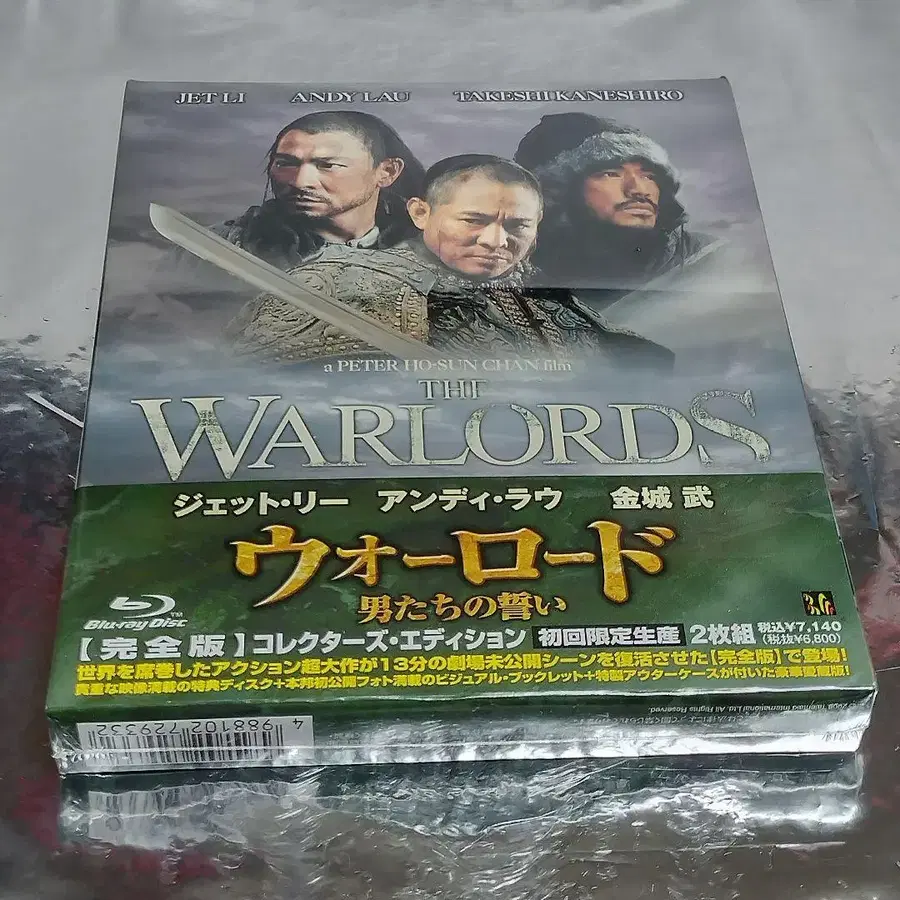 JET LI ANDY LAU TAKESHI KANESHIRO
a PETER HO-SUN CHAN film
THE
WARLORDS
ジェット・リー アンディ・ラウ 金城 武
ウォーロード
男たちの誓い
Blu-ray Disc TM
【完全版】コレクターズ・エディション 初回限定生産 2枚組 税込¥7,140
(税抜¥6,800)
世界を席巻したアクション超大作が13分の劇場未公開シーンを復活させた【完全版】で登場!
貴重な映像満載の特典ディスク+本邦初公開フォト満載のビジュアル・ブックレット+特製アウターケースが付いた豪華愛蔵版!
4 988102 729332